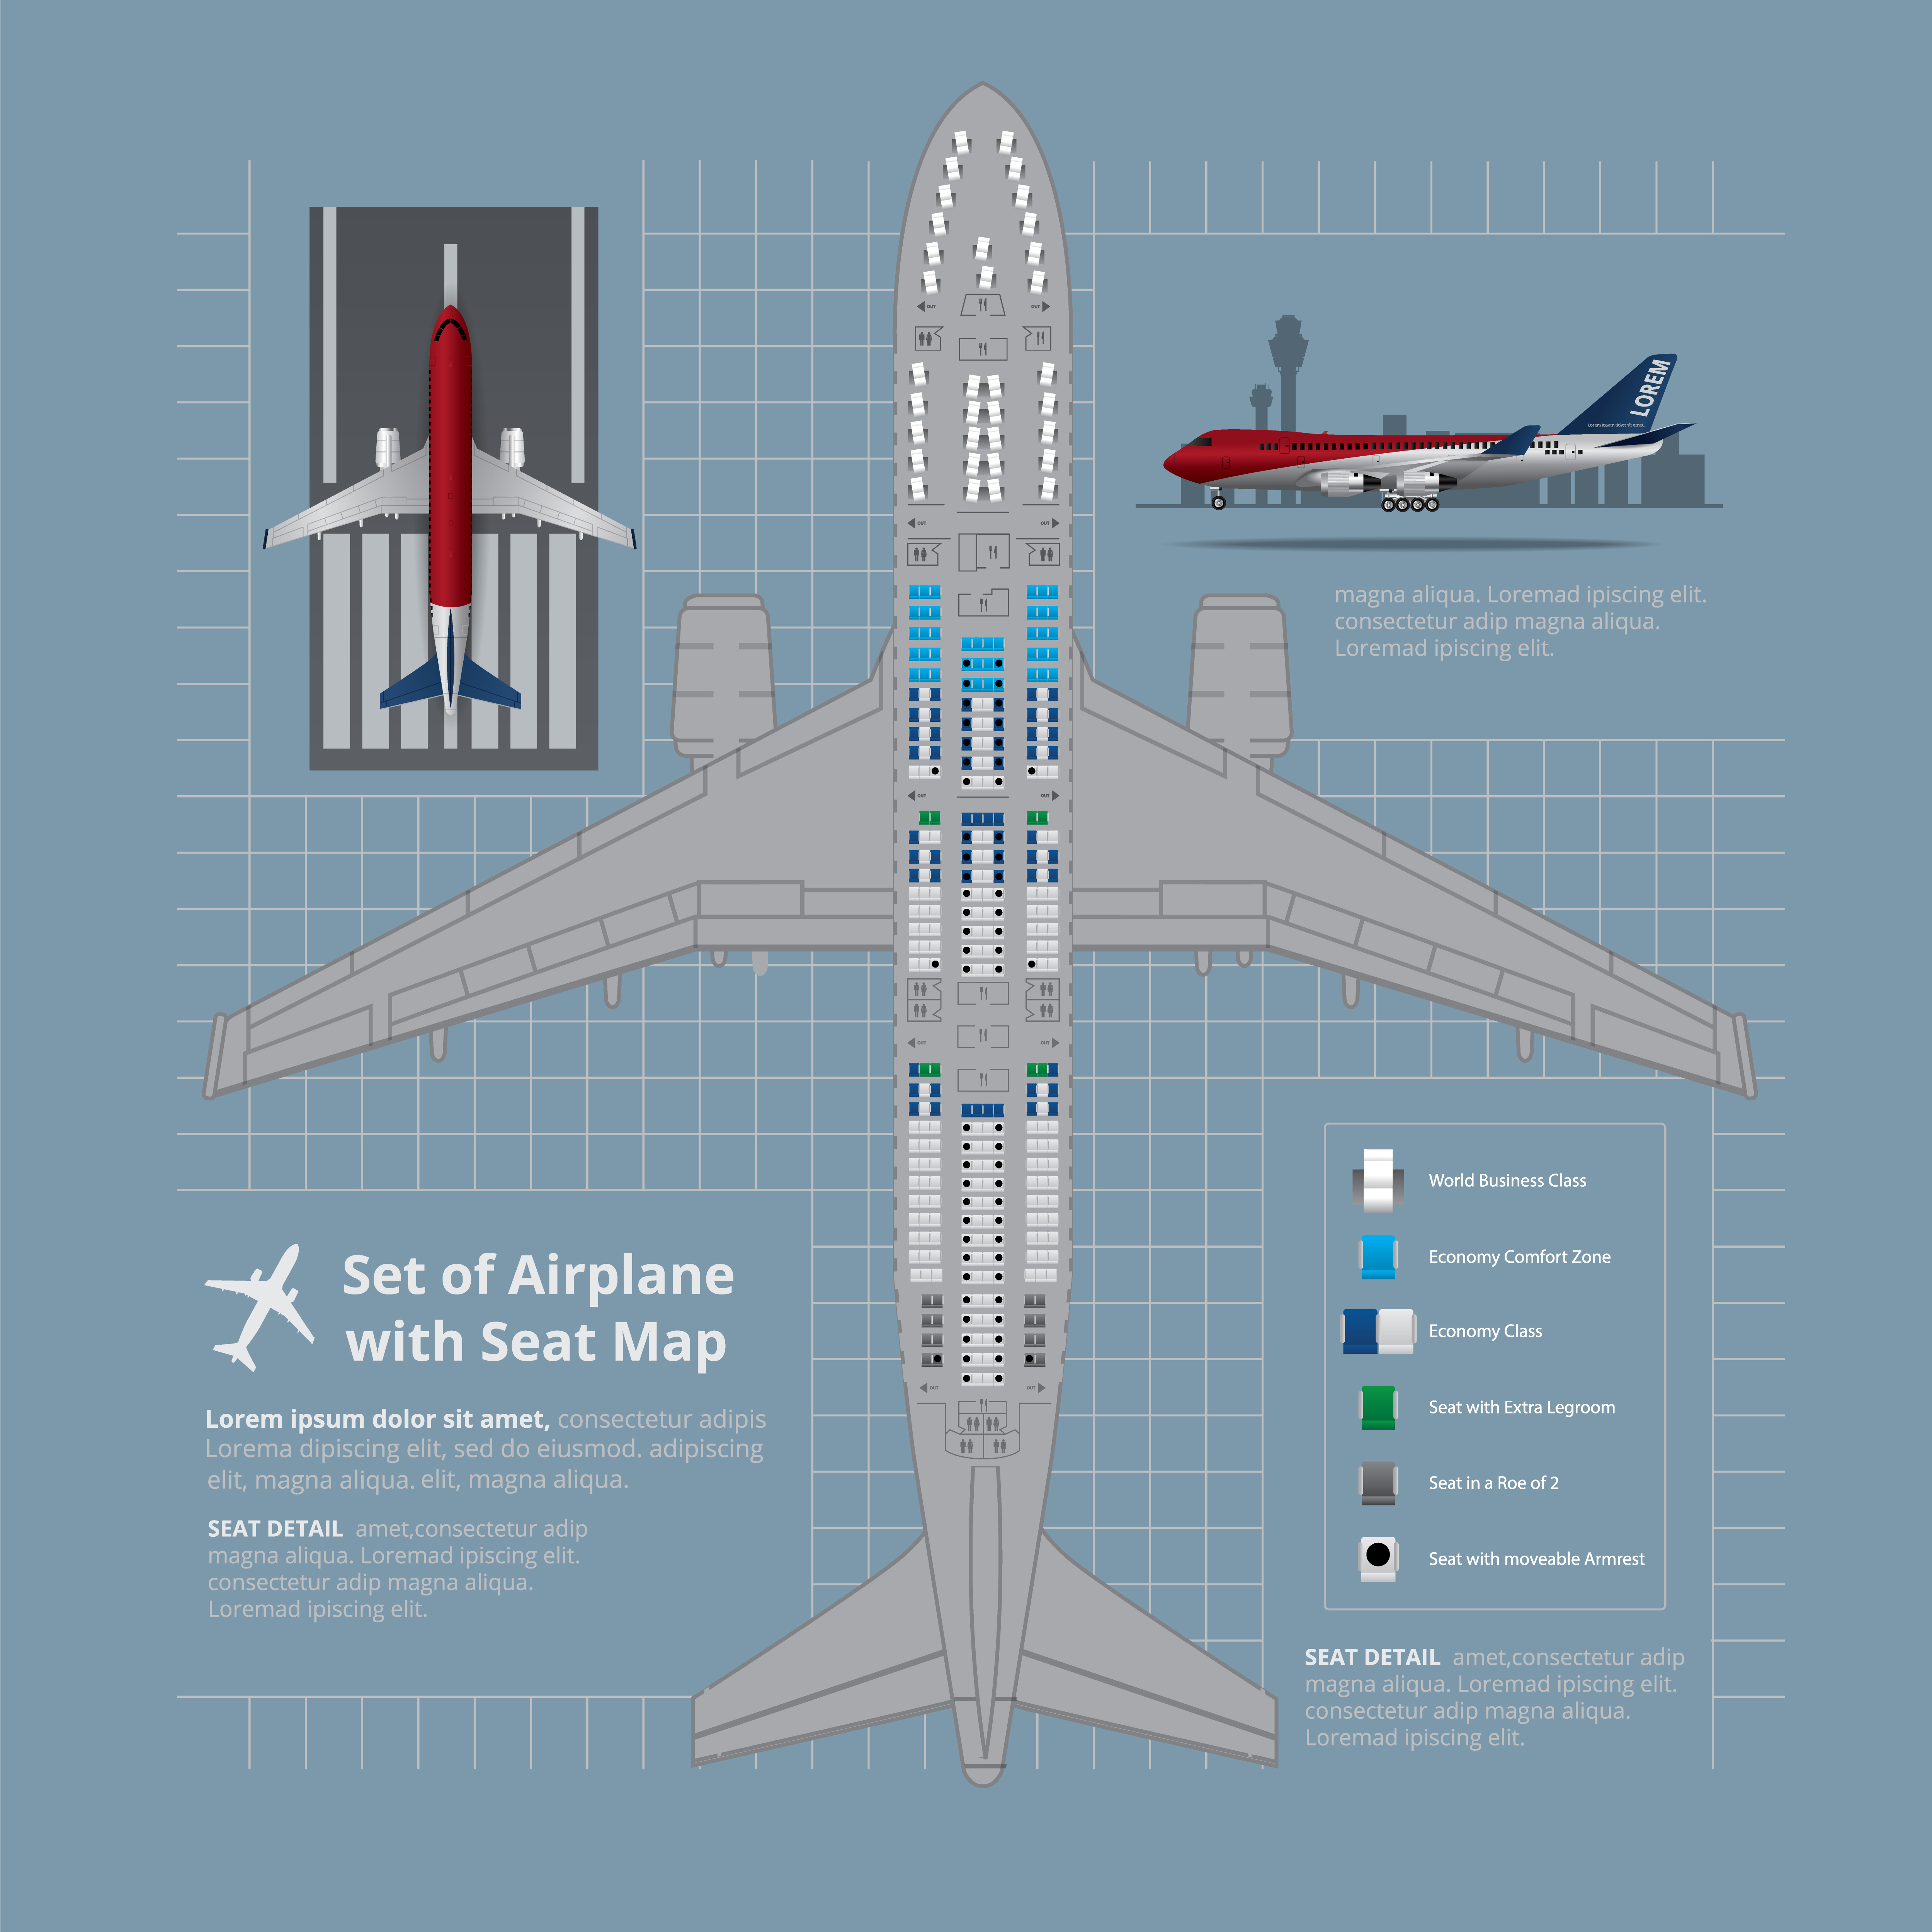 OUT OUT
OUT OUT
OUT OUT
OUT OUT
OUT OUT
LOREM
Lorem ipsum dolor sit amet.
magna aliqua. Loremad ipiscing elit.
consectetur adip magna aliqua.
Loremad ipiscing elit.
World Business Class
Economy Comfort Zone
Economy Class
Seat with Extra Legroom
Seat in a Roe of 2
Seat with moveable Armrest
Set of Airplane
with Seat Map
Lorem ipsum dolor sit amet, consectetur adipis
Lorema dipiscing elit, sed do eiusmod. adipiscing
elit, magna aliqua. elit, magna aliqua.
SEAT DETAIL amet,consectetur adip
magna aliqua. Loremad ipiscing elit.
consectetur adip magna aliqua.
Loremad ipiscing elit.
SEAT DETAIL amet,consectetur adip
magna aliqua. Loremad ipiscing elit.
consectetur adip magna aliqua.
Loremad ipiscing elit.